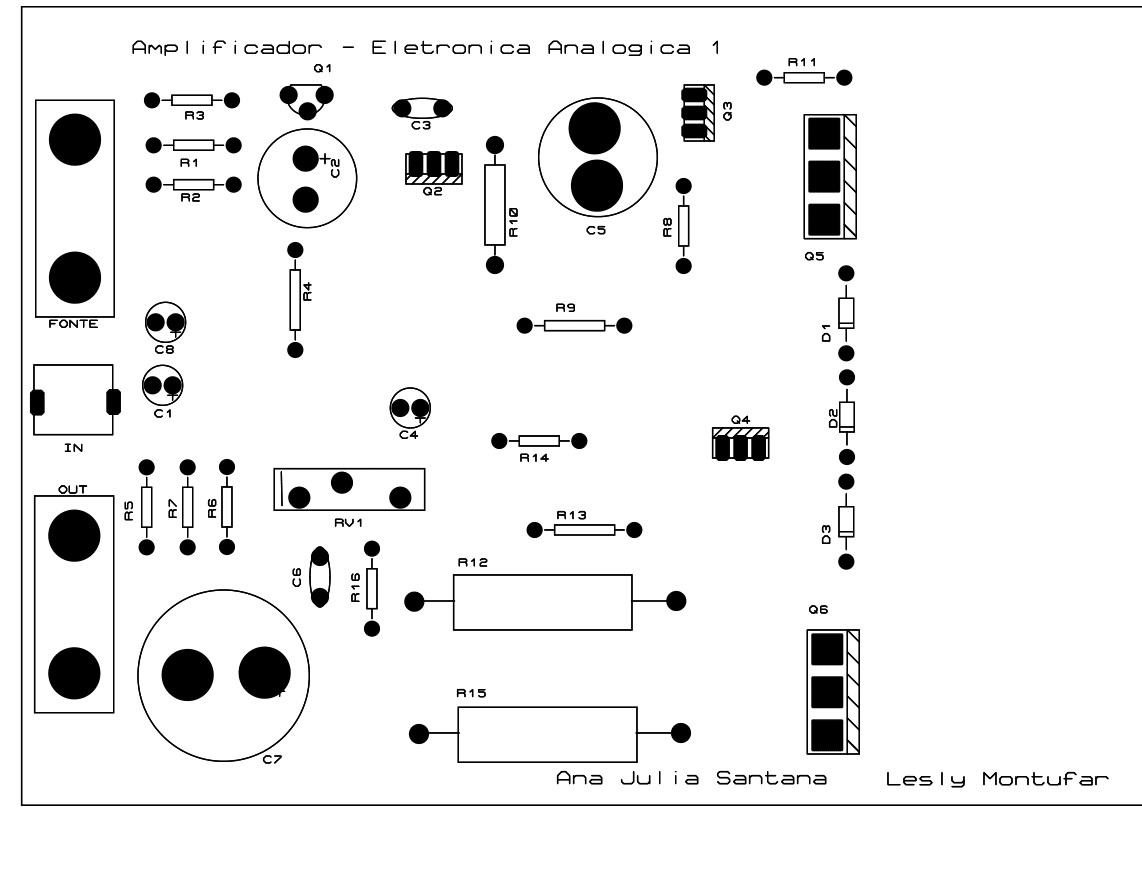 Amplificador - Eletronica Analogica 1
R11
Q1
Q3
R3
C3
R1
C2
+
Q2
R2
R10
C5
R8
Q5
R4
FONTE
C8
+
R9
D1
C1
+
IN
C4
+
Q4
D2
R14
OUT
R5
R7
R6
RV1
R13
D3
C6
R16
R12
Q6
R15
+
C7
Ana Julia Santana
Lesly Montufar